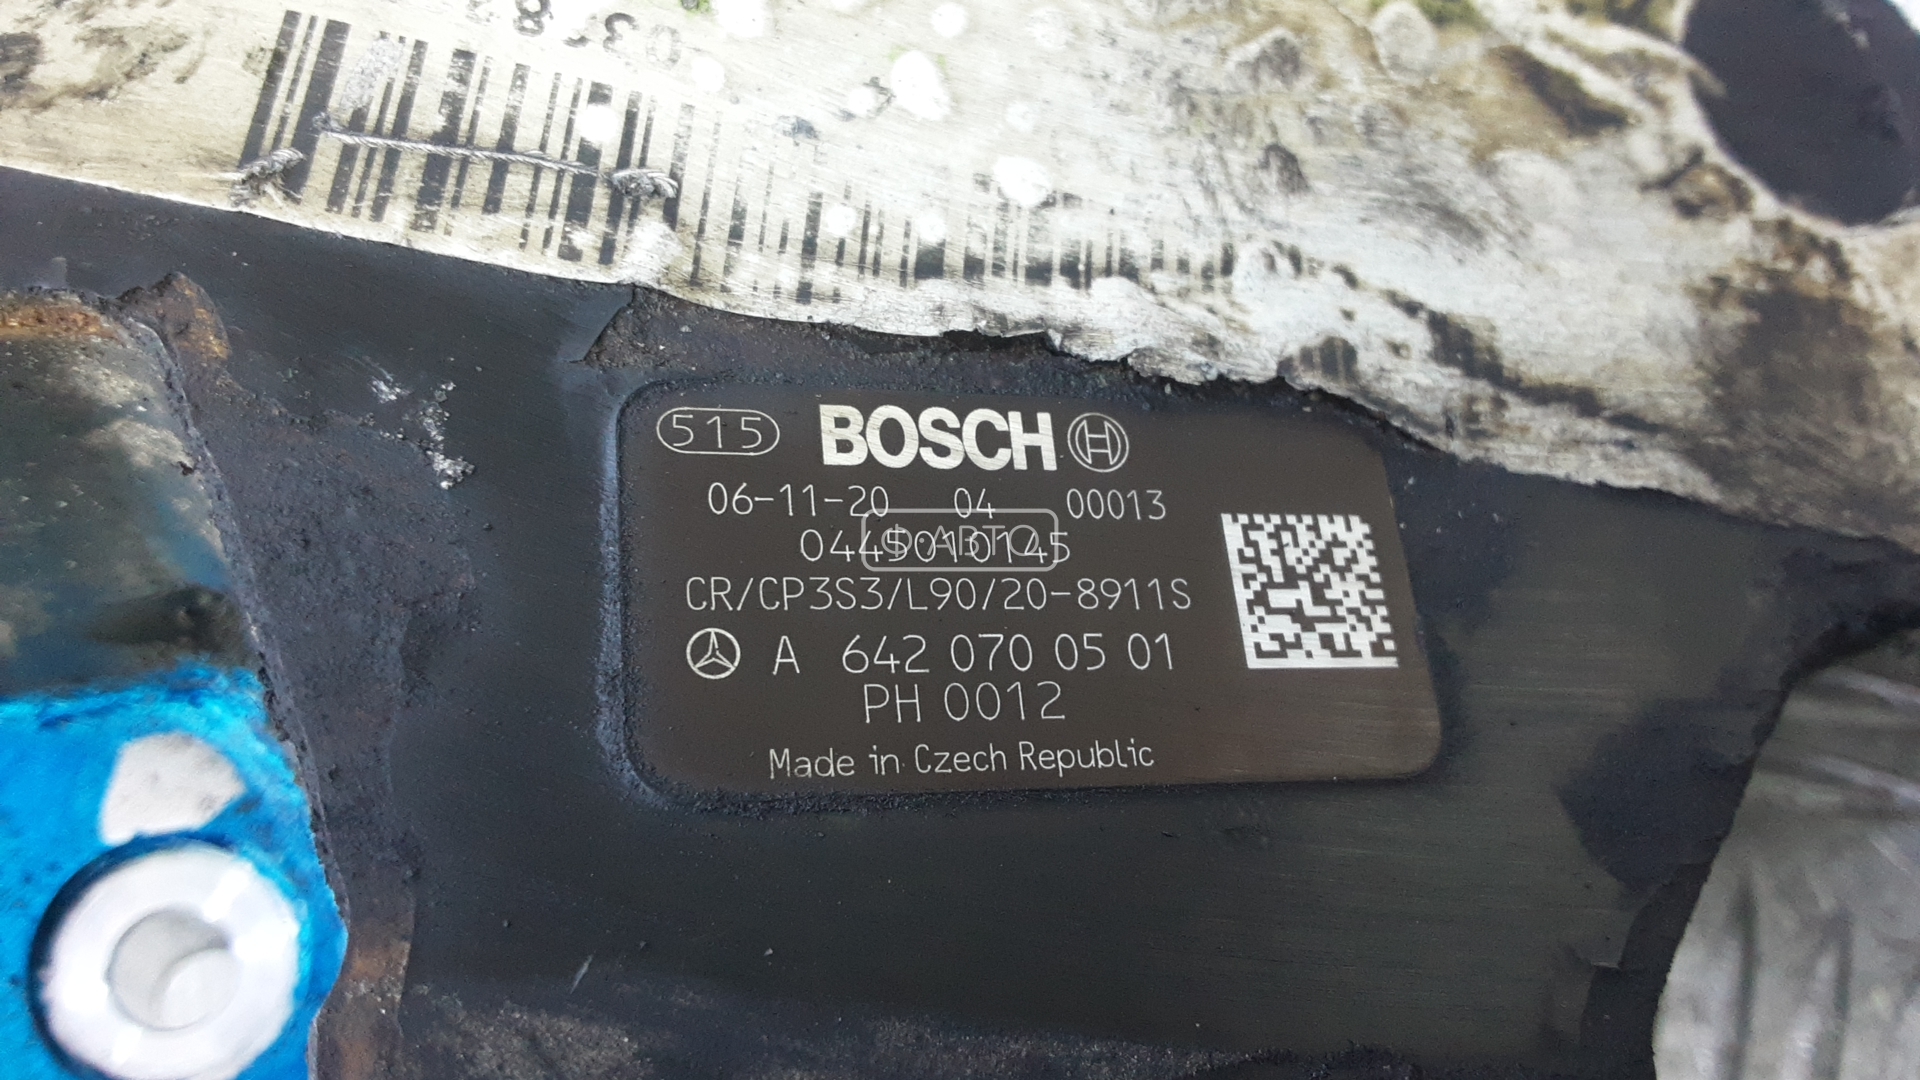 515 BOSCH
06-11-20 04 00013
0445010145
Ф АВТО
CR/CP3S3/L90/20-8911S
A 642 070 05 01
PH 0012
Made in Czech Republic